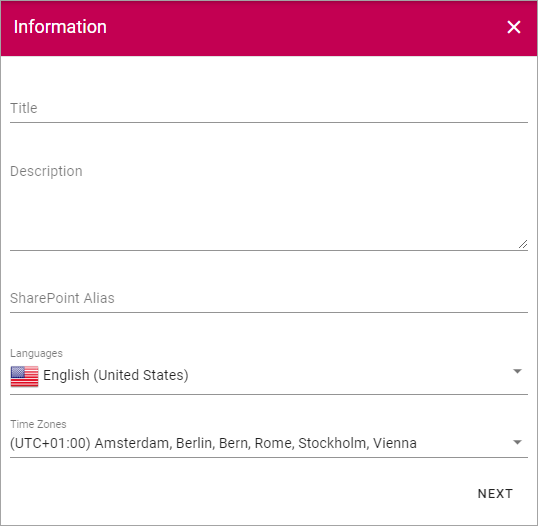 Information
Title
Description
SharePoint Alias
Languages
English (United States)
Time Zones
(UTC+01:00) Amsterdam, Berlin, Bern, Rome, Stockholm, Vienna
NEXT